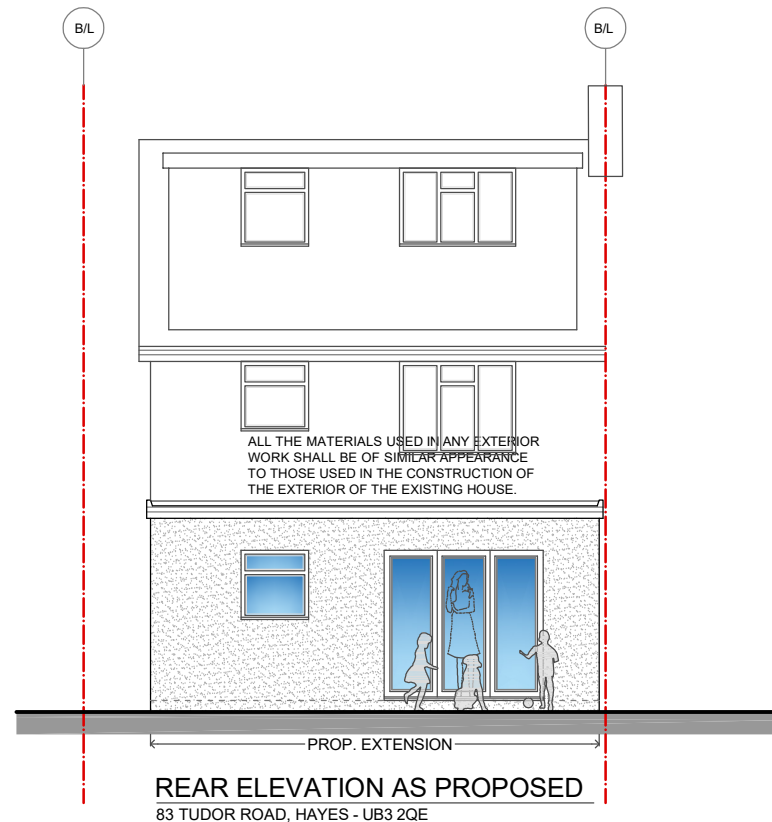 B/L
B/L
ALL THE MATERIALS USED IN ANY EXTERIOR
WORK SHALL BE OF SIMILAR APPEARANCE
TO THOSE USED IN THE CONSTRUCTION OF
THE EXTERIOR OF THE EXISTING HOUSE.
PROP. EXTENSION
REAR ELEVATION AS PROPOSED
83 TUDOR ROAD, HAYES - UB3 2QE